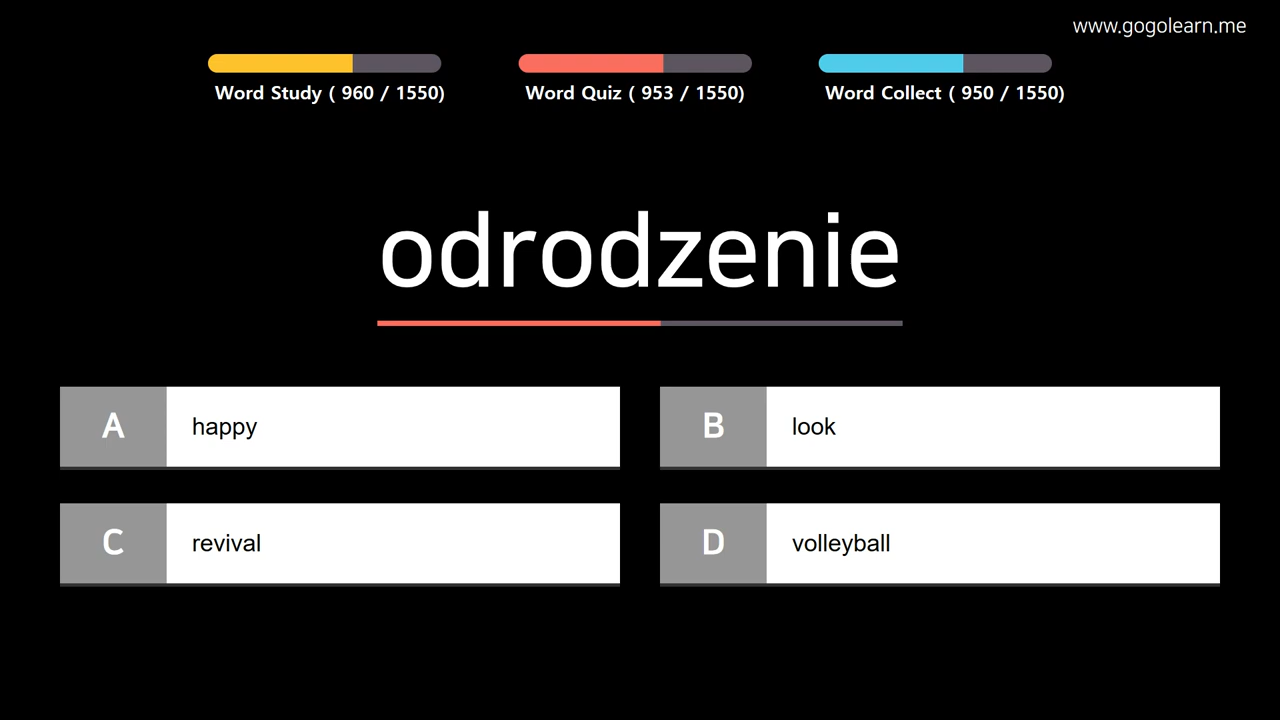 www.gogolearn.me
Word Study ( 960 / 1550)
Word Quiz ( 953 / 1550)
Word Collect ( 950 / 1550)
odrodzenie
A happy
B look
C revival
D volleyball